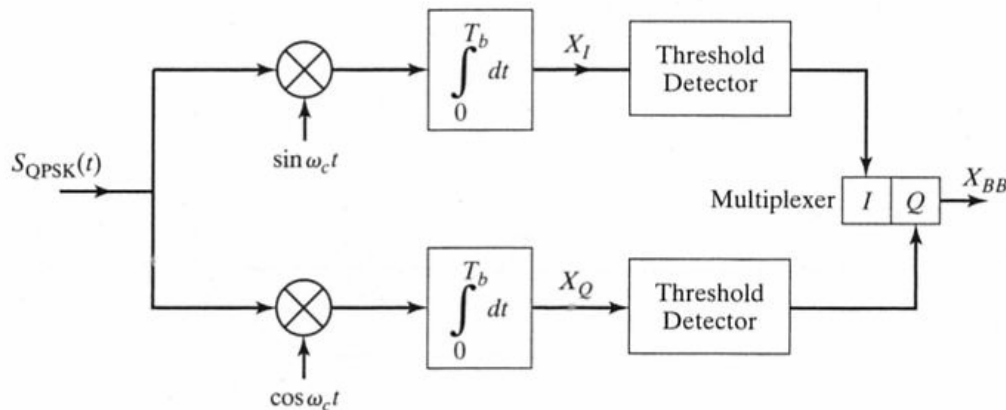 T_b
∫ dt
0
X_I
Threshold
Detector
sin ω_c t
S_QPSK(t)
Multiplexer
I
Q
X_BB
T_b
∫ dt
0
X_Q
Threshold
Detector
cos ω_c t